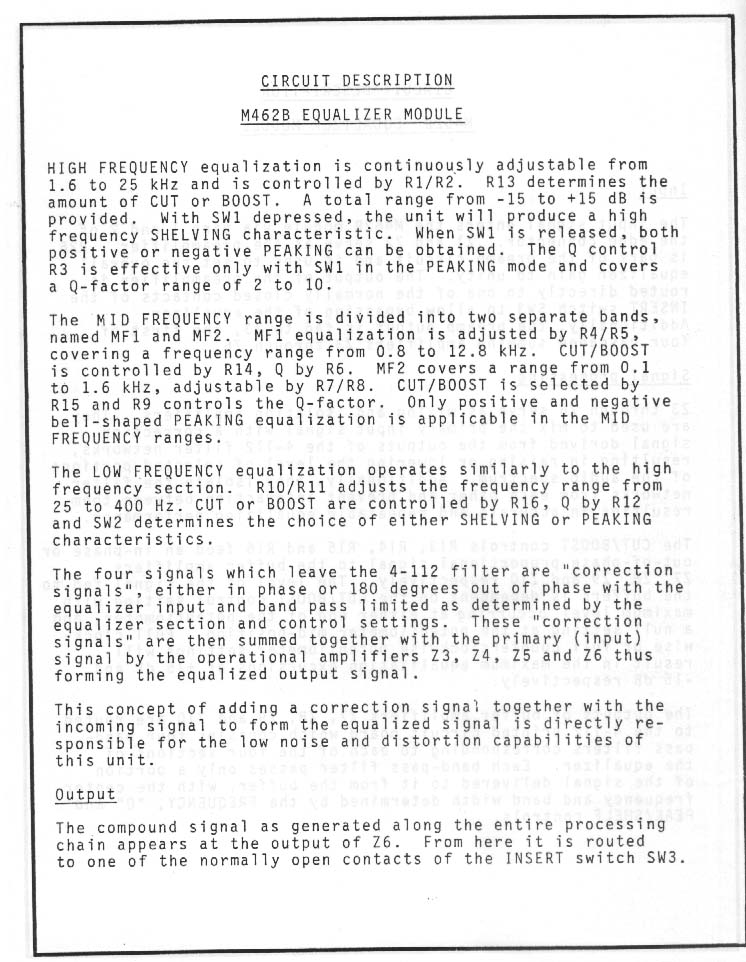 CIRCUIT DESCRIPTION
M462B EQUALIZER MODULE
HIGH FREQUENCY equalization is continuously adjustable from
1.6 to 25 kHz and is controlled by R1/R2.  R13 determines the
amount of CUT or BOOST.  A total range from -15 to +15 dB is
provided.  With SW1 depressed, the unit will produce a high
frequency SHELVING characteristic.  When SW1 is released, both
positive or negative PEAKING can be obtained.  The Q control
R3 is effective only with SW1 in the PEAKING mode and covers
a Q-factor range of 2 to 10.
The MID FREQUENCY range is divided into two separate bands,
named MF1 and MF2.  MF1 equalization is adjusted by R4/R5,
covering a frequency range from 0.8 to 12.8 kHz.  CUT/BOOST
is controlled by R14, Q by R6.  MF2 covers a range from 0.1
to 1.6 kHz, adjustable by R7/R8.  CUT/BOOST is selected by
R15 and R9 controls the Q-factor.  Only positive and negative
bell-shaped PEAKING equalization is applicable in the MID
FREQUENCY ranges.
The LOW FREQUENCY equalization operates similarly to the high
frequency section.  R10/R11 adjusts the frequency range from
25 to 400 Hz. CUT or BOOST are controlled by R16, Q by R12
and SW2 determines the choice of either SHELVING or PEAKING
characteristics.
The four signals which leave the 4-112 filter are "correction
signals", either in phase or 180 degrees out of phase with the
equalizer input and band pass limited as determined by the
equalizer section and control settings.  These "correction
signals" are then summed together with the primary (input)
signal by the operational amplifiers Z3, Z4, Z5 and Z6 thus
forming the equalized output signal.
This concept of adding a correction signal together with the
incoming signal to form the equalized signal is directly re-
sponsible for the low noise and distortion capabilities of
this unit.
Output
The compound signal as generated along the entire processing
chain appears at the output of Z6.  From here it is routed
to one of the normally open contacts of the INSERT switch SW3.